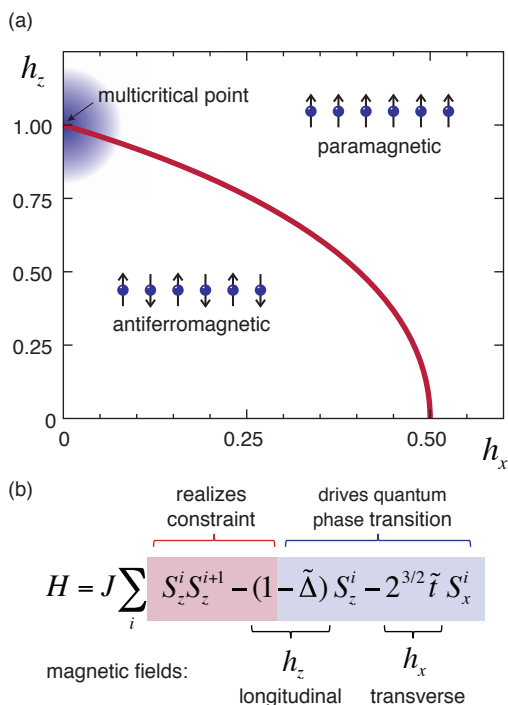 (a)
h_z
multicritical point
1.00
paramagnetic
0.75
0.50
antiferromagnetic
0.25
0
0 0.25 0.50
h_x
(b)
realizes constraint
drives quantum phase transition
H = J∑_i S_z^i S_z^{i+1} − (1 − Δ̃) S_z^i − 2^{3/2} t̃ S_x^i
magnetic fields: h_z h_x
longitudinal transverse